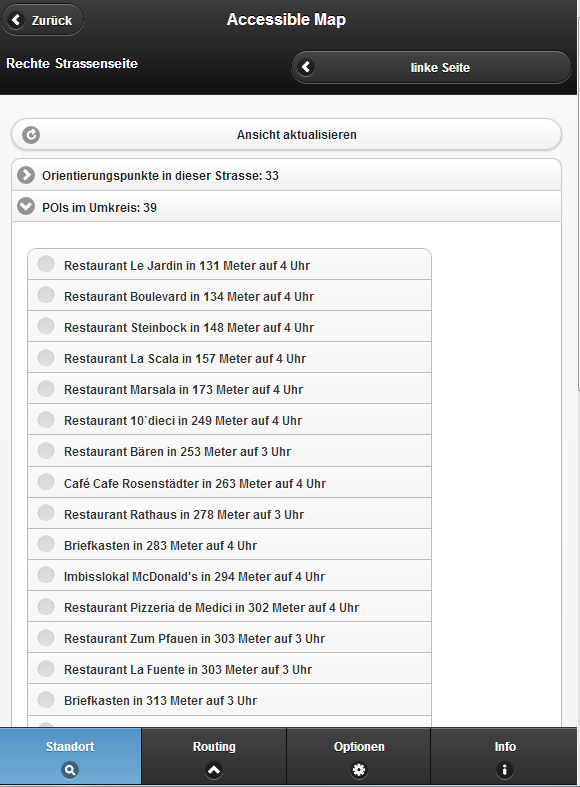 Zurück
Accessible Map
Rechte Strassenseite
linke Seite
Ansicht aktualisieren
Orientierungspunkte in dieser Strasse: 33
POIs im Umkreis: 39
Restaurant Le Jardin in 131 Meter auf 4 Uhr
Restaurant Boulevard in 134 Meter auf 4 Uhr
Restaurant Steinbock in 148 Meter auf 4 Uhr
Restaurant La Scala in 157 Meter auf 4 Uhr
Restaurant Marsala in 173 Meter auf 4 Uhr
Restaurant 10`dieci in 249 Meter auf 4 Uhr
Restaurant Bären in 253 Meter auf 3 Uhr
Café Cafe Rosenstädter in 263 Meter auf 4 Uhr
Restaurant Rathaus in 278 Meter auf 3 Uhr
Briefkasten in 283 Meter auf 4 Uhr
Imbisslokal McDonald's in 294 Meter auf 4 Uhr
Restaurant Pizzeria de Medici in 302 Meter auf 4 Uhr
Restaurant Zum Pfauen in 303 Meter auf 3 Uhr
Restaurant La Fuente in 303 Meter auf 3 Uhr
Briefkasten in 313 Meter auf 3 Uhr
Standort
Routing
Optionen
Info